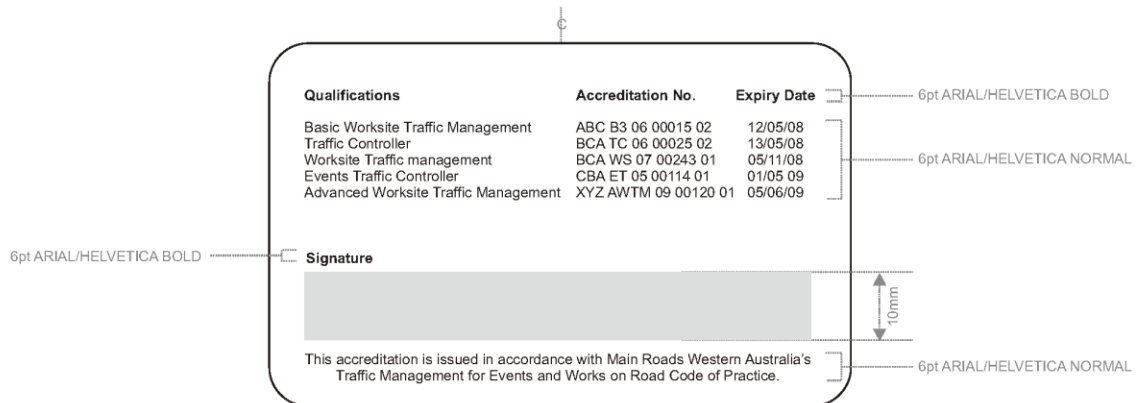 ℄
Qualifications Accreditation No. Expiry Date 6pt ARIAL/HELVETICA BOLD
Basic Worksite Traffic Management ABC B3 06 00015 02 12/05/08
Traffic Controller BCA TC 06 00025 02 13/05/08
Worksite Traffic management BCA WS 07 00243 01 05/11/08 6pt ARIAL/HELVETICA NORMAL
Events Traffic Controller CBA ET 05 00114 01 01/05 09
Advanced Worksite Traffic Management XYZ AWTM 09 00120 01 05/06/09
6pt ARIAL/HELVETICA BOLD Signature
10mm
This accreditation is issued in accordance with Main Roads Western Australia's
Traffic Management for Events and Works on Road Code of Practice. 6pt ARIAL/HELVETICA NORMAL